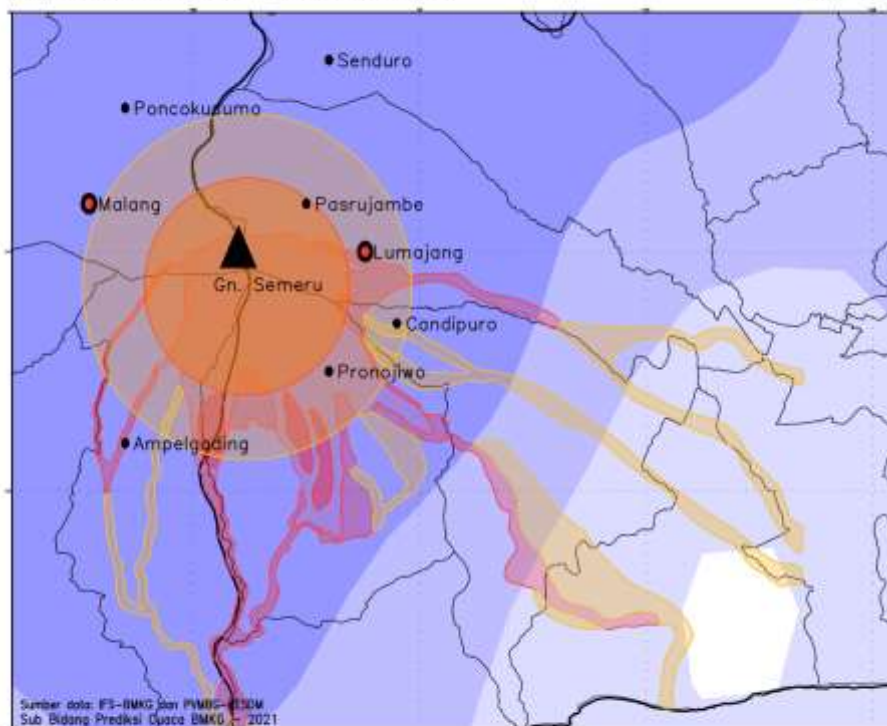 Senduro
Poncokusumo
Malang
Pasrujambe
Lumajang
Gn. Semeru
Candipuro
Pronojiwo
Ampelgading
Sumber data: IFS-BMKG dan PVMBG-ESDM
Sub Bidang Prediksi Cuaca BMKG - 2021